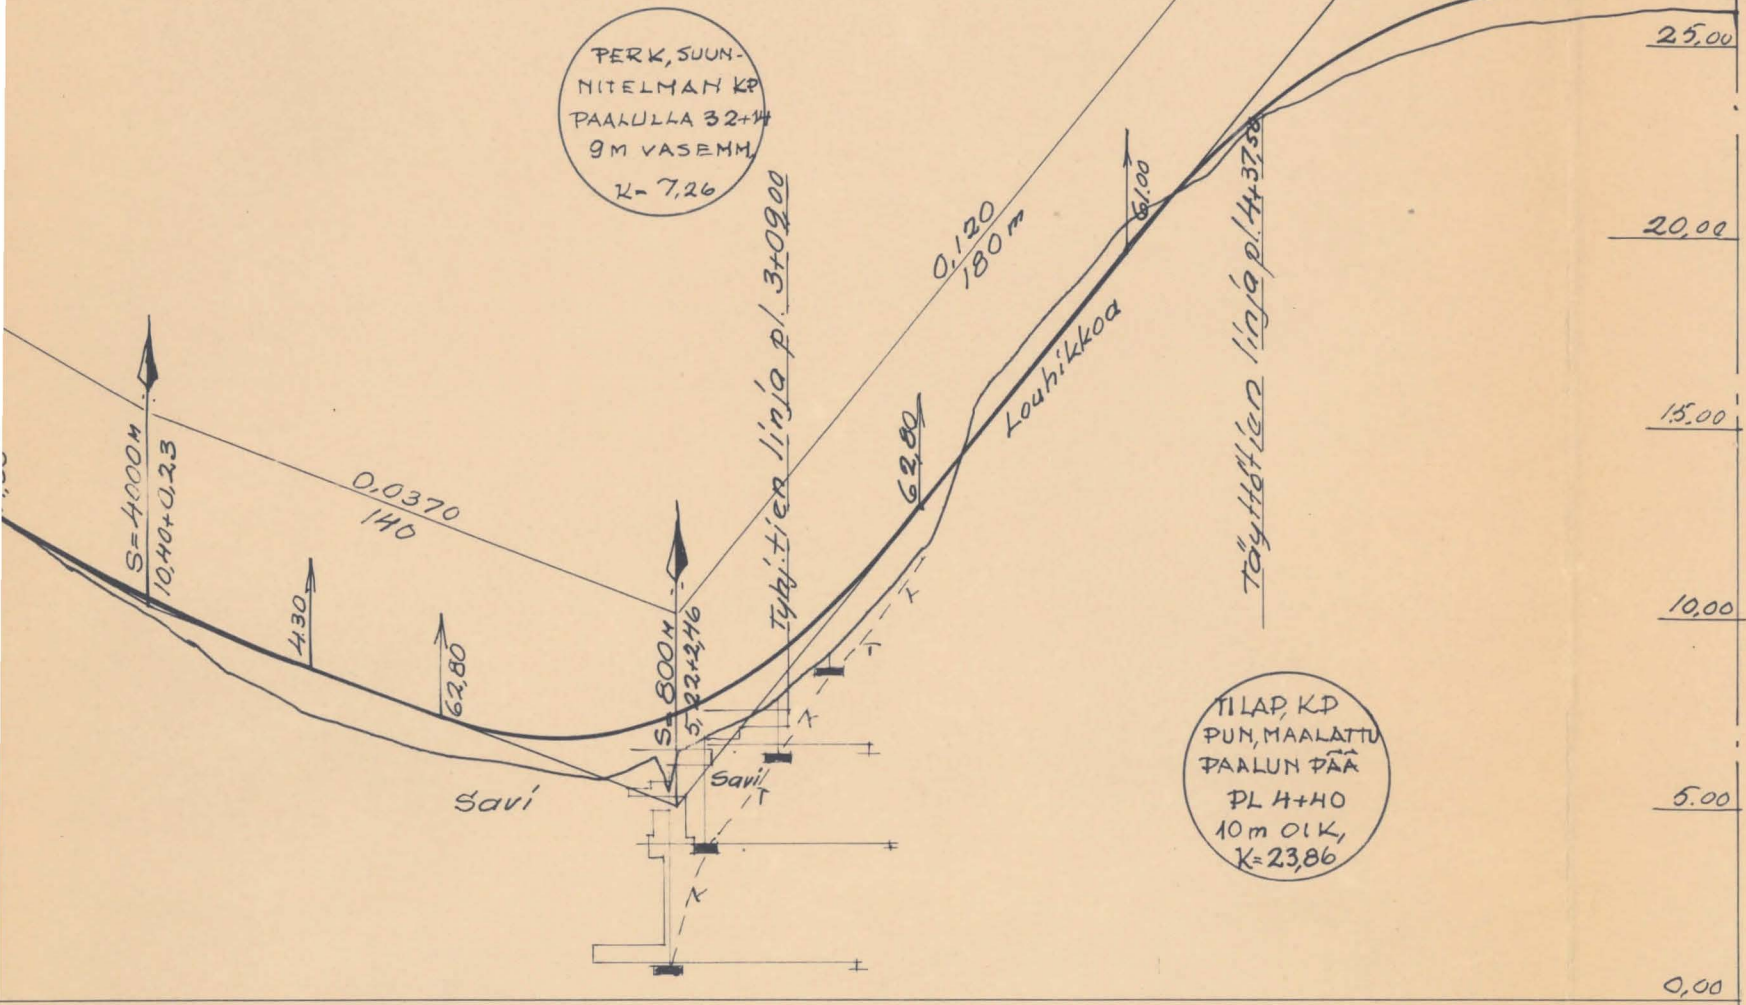 PERK, SUUN-
NITELMAN KP
PAALULLA 32+14
9M VASEMM,
K- 7,26
S=4000M
10,40+0,23
0,0370
140
4.30
62,80
S=800M
5,22+2,46
Tyhj.tien linja pl. 3+09,00
0,120
180 m
62,80
61.00
Louhikkoa
Täyttötien linja pl. 4+37,50
Savi
Savi
TILAP, KP
PUN, MAALATTU
PAALUN PÄÄ
PL 4+40
10m OIK,
K=23,86
25,00
20,00
15.00
10,00
5.00
0,00